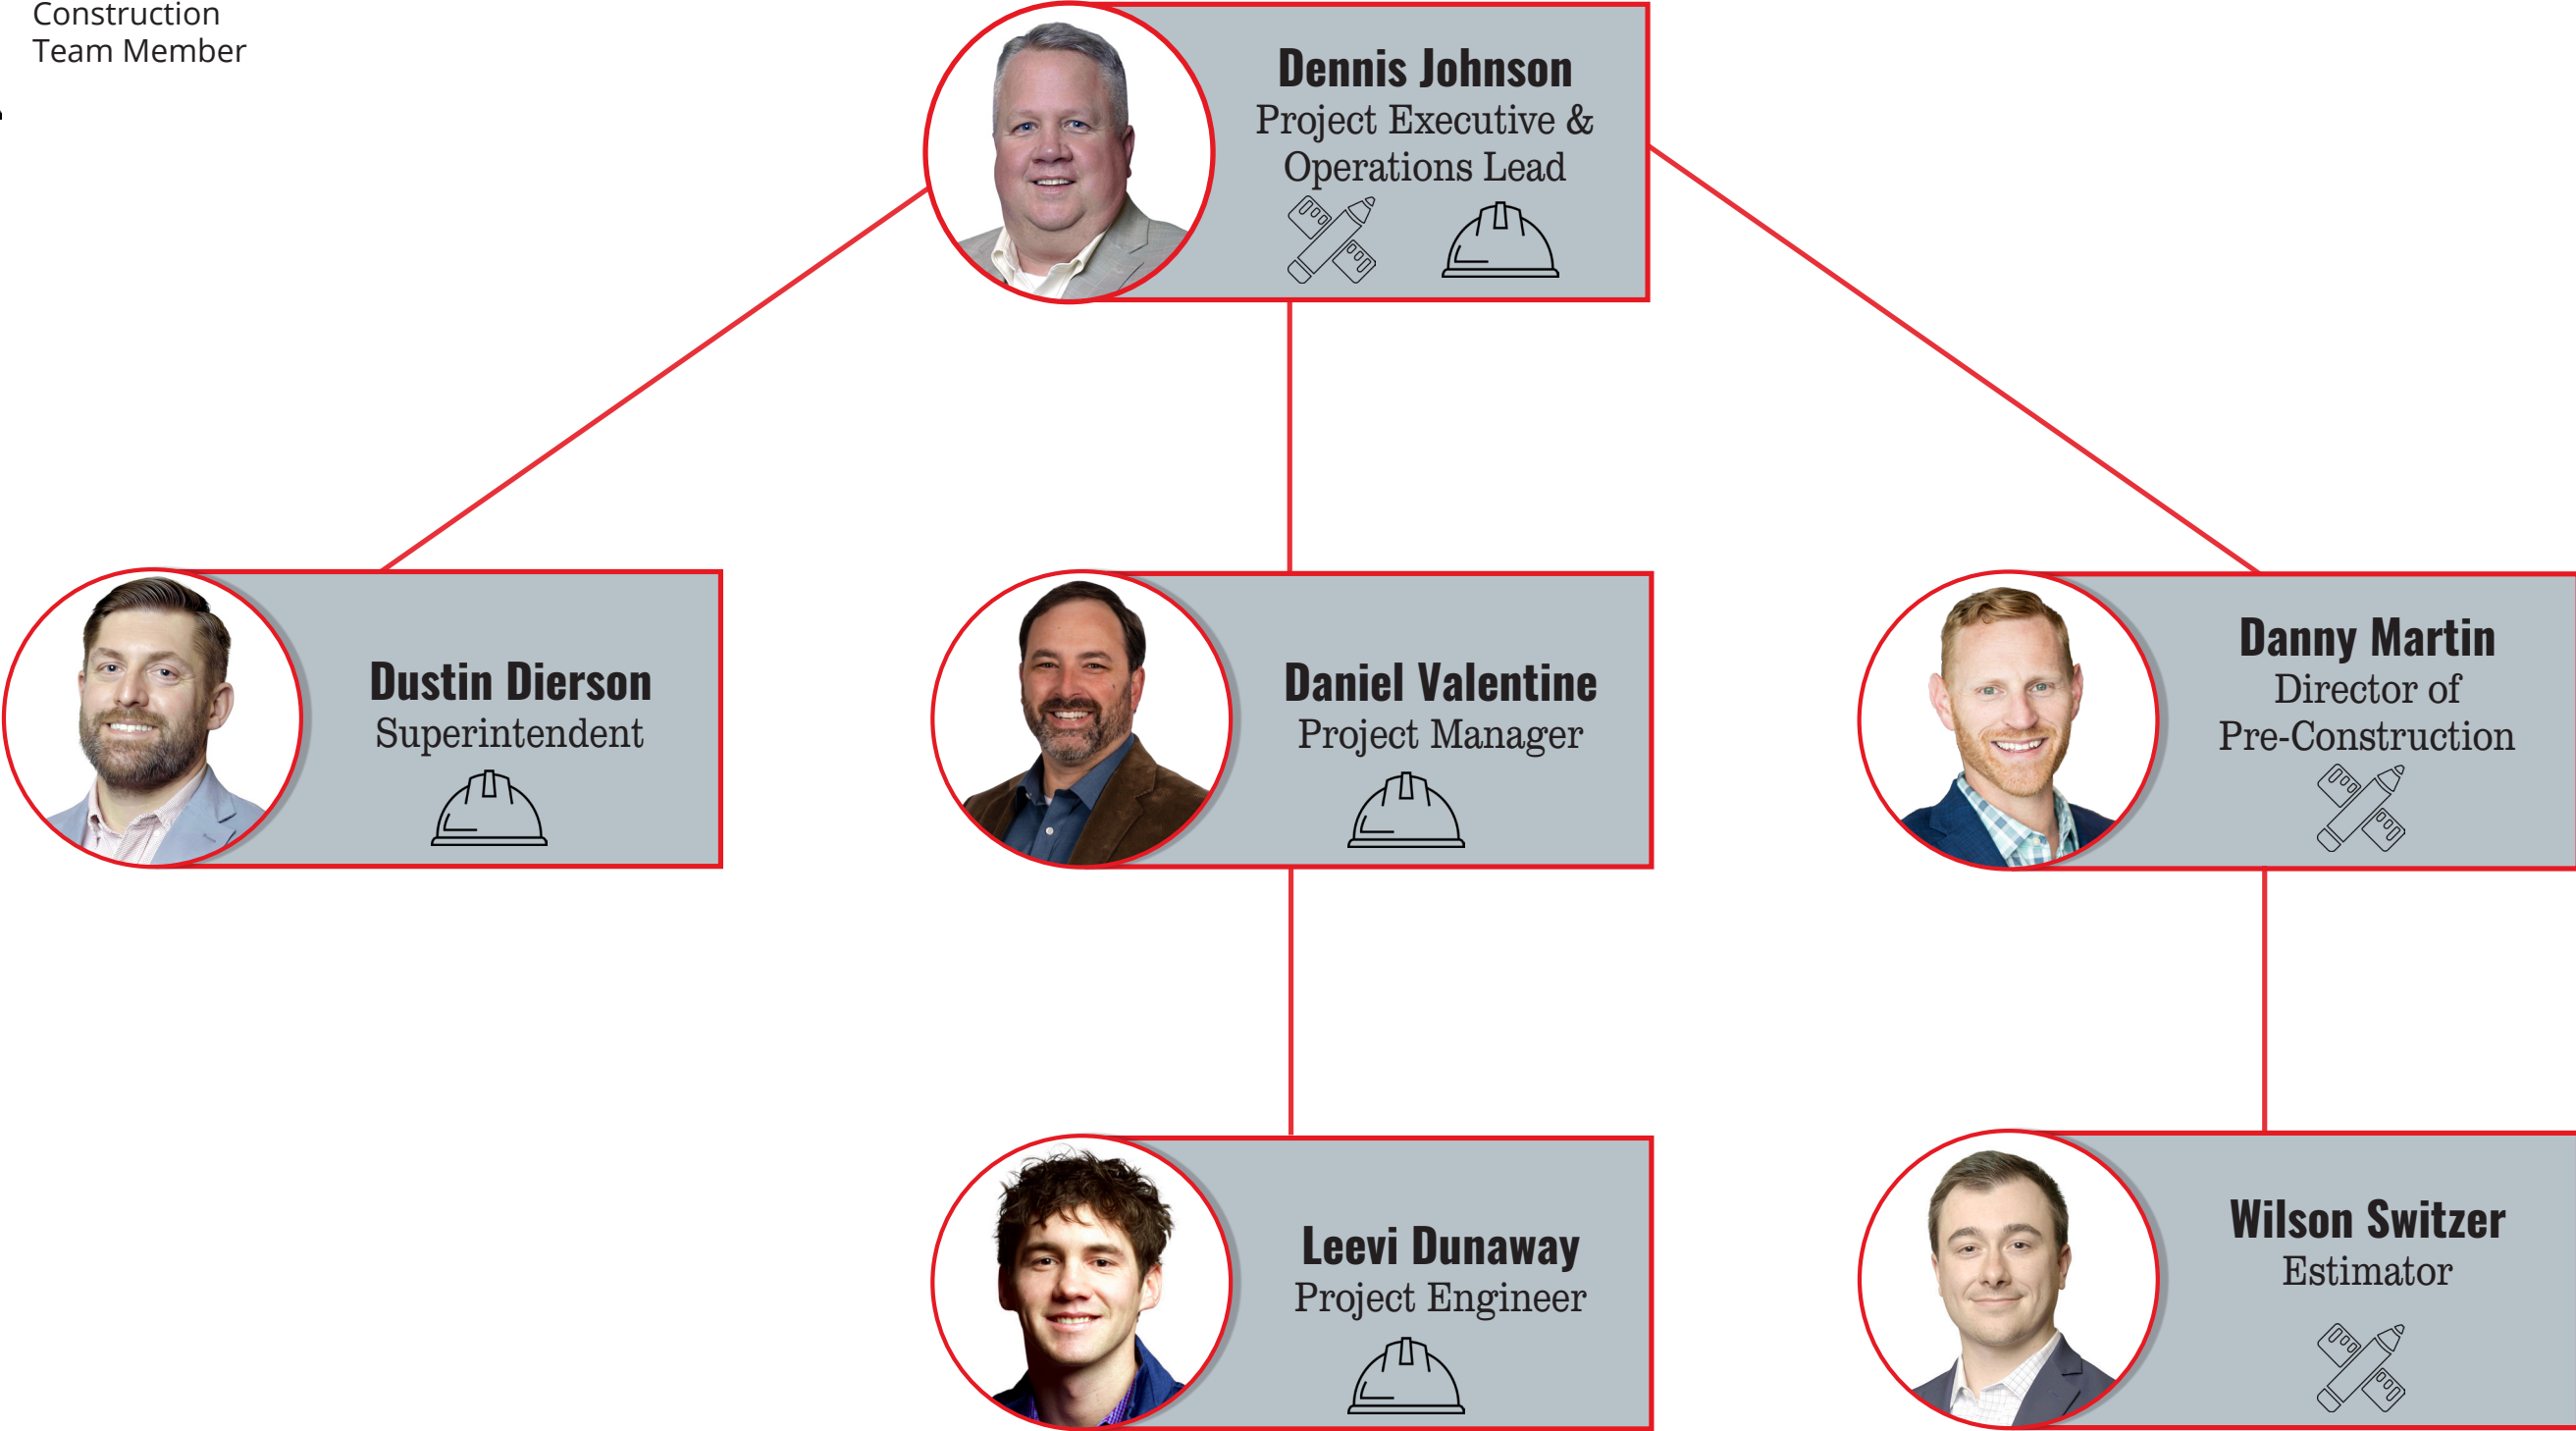 Construction
Team Member
Dennis Johnson
Project Executive &
Operations Lead
Dustin Dierson
Superintendent
Daniel Valentine
Project Manager
Danny Martin
Director of
Pre-Construction
Leevi Dunaway
Project Engineer
Wilson Switzer
Estimator